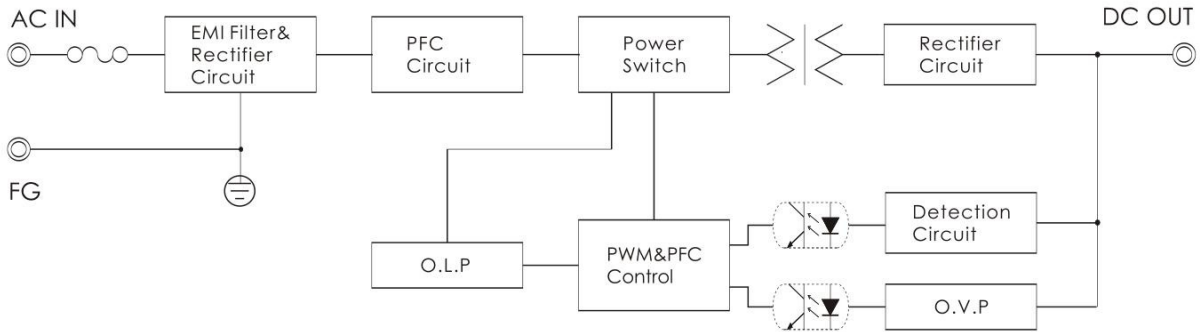 AC IN
EMI Filter&
Rectifier
Circuit
PFC
Circuit
Power
Switch
Rectifier
Circuit
DC OUT
FG
O.L.P
PWM&PFC
Control
Detection
Circuit
O.V.P